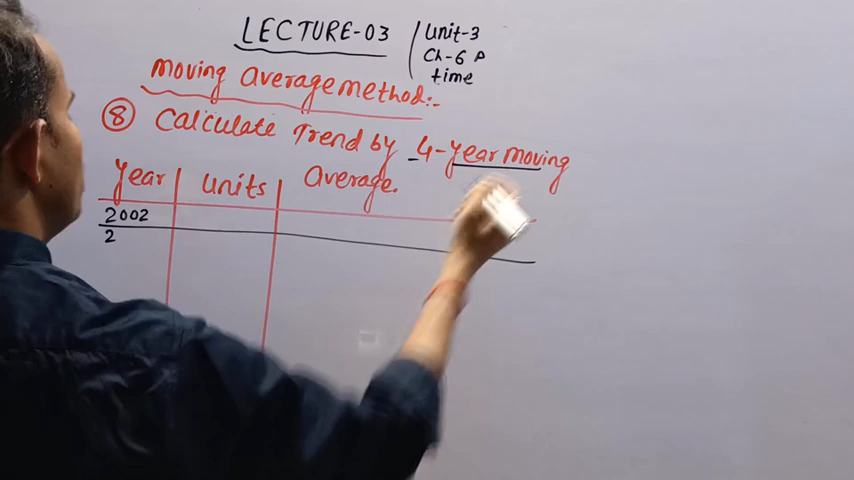 LECTURE-03
Unit-3
Ch-6 P
time
Moving Average method:-
⑧ Calculate Trend by 4-year moving
Average.
Year units
2002
2